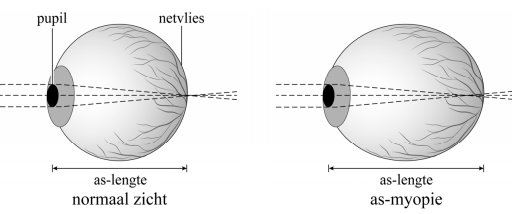 pupil
netvlies
as-lengte
normaal zicht
as-lengte
as-myopie